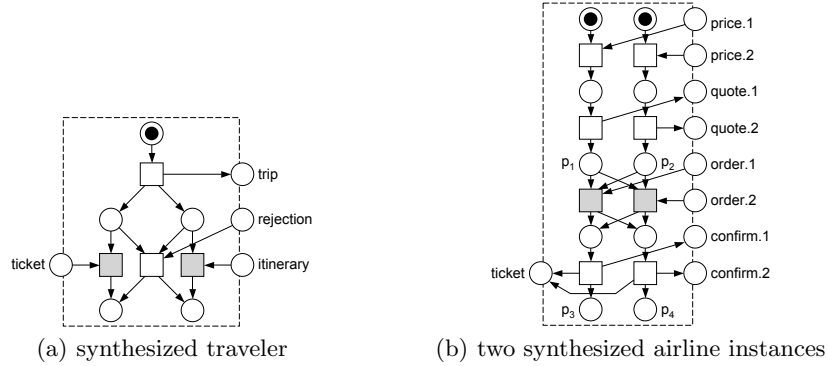 trip
rejection
ticket
itinerary
(a) synthesized traveler
price.1
price.2
quote.1
quote.2
p1
p2
order.1
order.2
confirm.1
ticket
confirm.2
p3
p4
(b) two synthesized airline instances